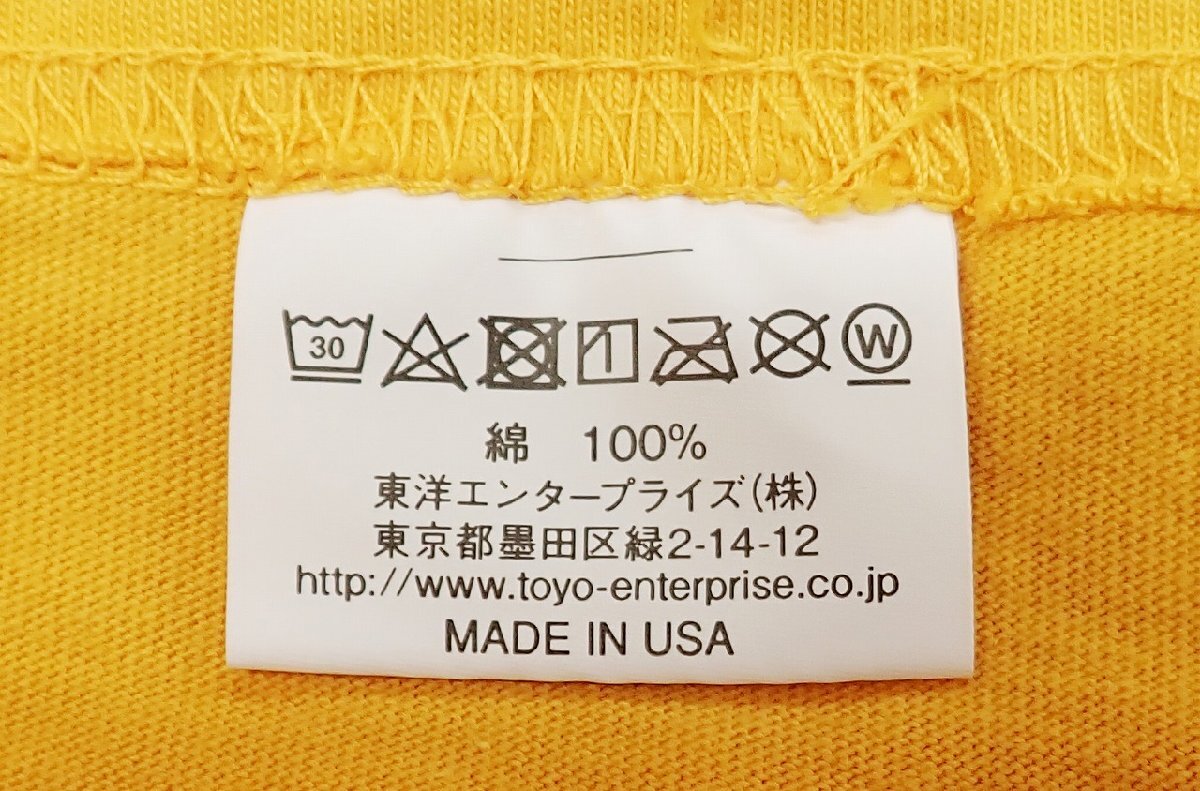 30 W
綿　100%
東洋エンタープライズ(株)
東京都墨田区緑2-14-12
http://www.toyo-enterprise.co.jp
MADE IN USA